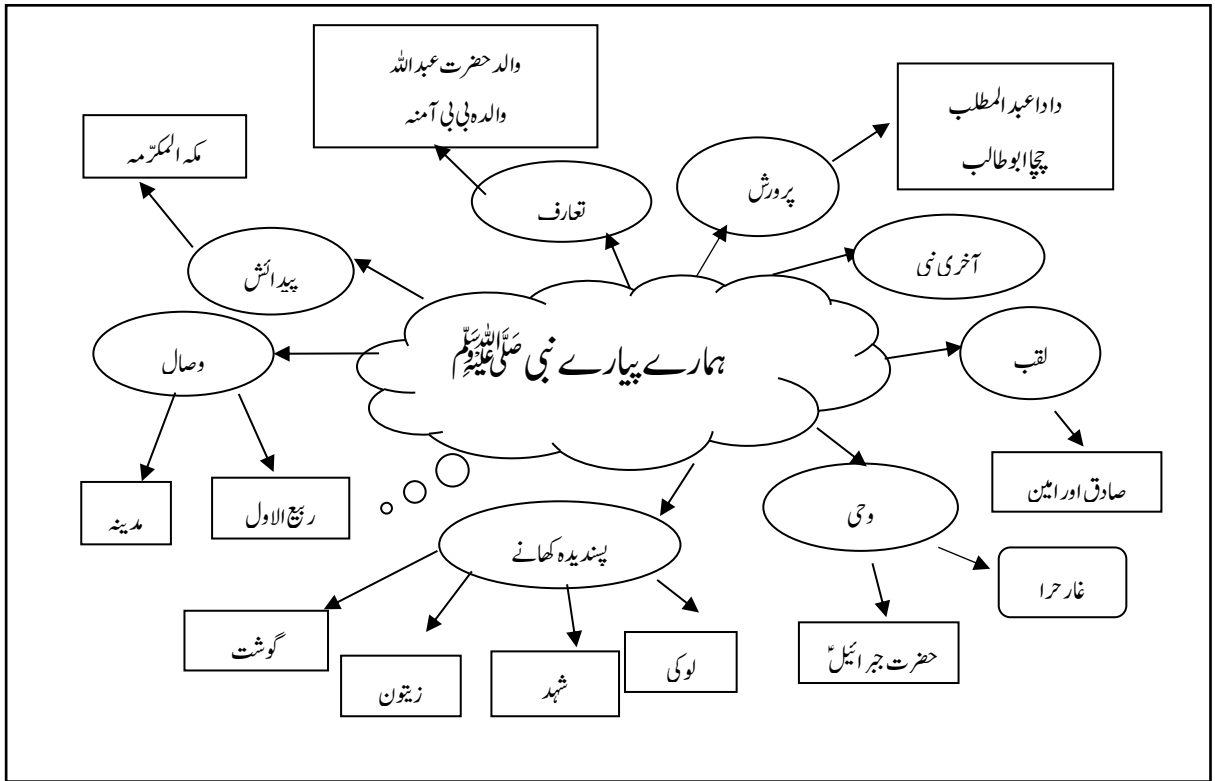 والد حضرت عبداللہ
والدہ بی بی آمنہ
دادا عبد المطلب
چچا ابو طالب
مکہ المکرّمہ
پرورش
تعارف
آخری نبی
پیدائش
ہمارے پیارے نبی ﷺ
لقب
وصال
صادق اور امین
وحی
ربیع الاول
مدینہ
پسندیدہ کھانے
غار حرا
گوشت
حضرت جبرائیلؑ
لوکی
شہد
زیتون